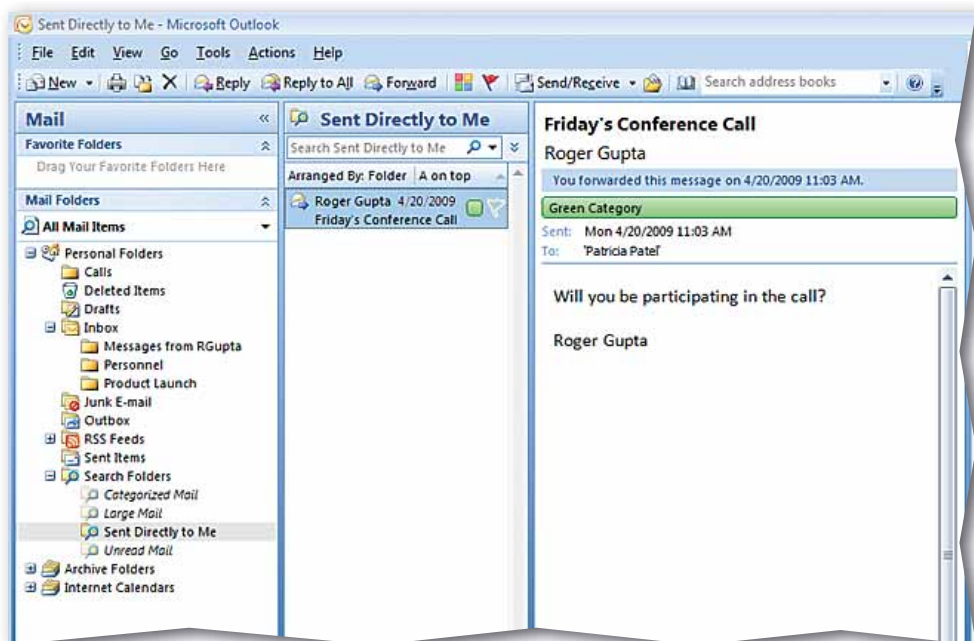 Sent Directly to Me - Microsoft Outlook
File Edit View Go Tools Actions Help
New Reply Reply to All Forward Send/Receive Search address books
Mail
Favorite Folders
Drag Your Favorite Folders Here
Mail Folders
All Mail Items
Personal Folders
Calls
Deleted Items
Drafts
Inbox
Messages from RGupta
Personnel
Product Launch
Junk E-mail
Outbox
RSS Feeds
Sent Items
Search Folders
Categorized Mail
Large Mail
Sent Directly to Me
Unread Mail
Archive Folders
Internet Calendars
Sent Directly to Me
Search Sent Directly to Me
Arranged By: Folder A on top
Roger Gupta 4/20/2009
Friday's Conference Call
Friday's Conference Call
Roger Gupta
You forwarded this message on 4/20/2009 11:03 AM.
Green Category
Sent: Mon 4/20/2009 11:03 AM
To: 'Patricia Patel'
Will you be participating in the call?
Roger Gupta